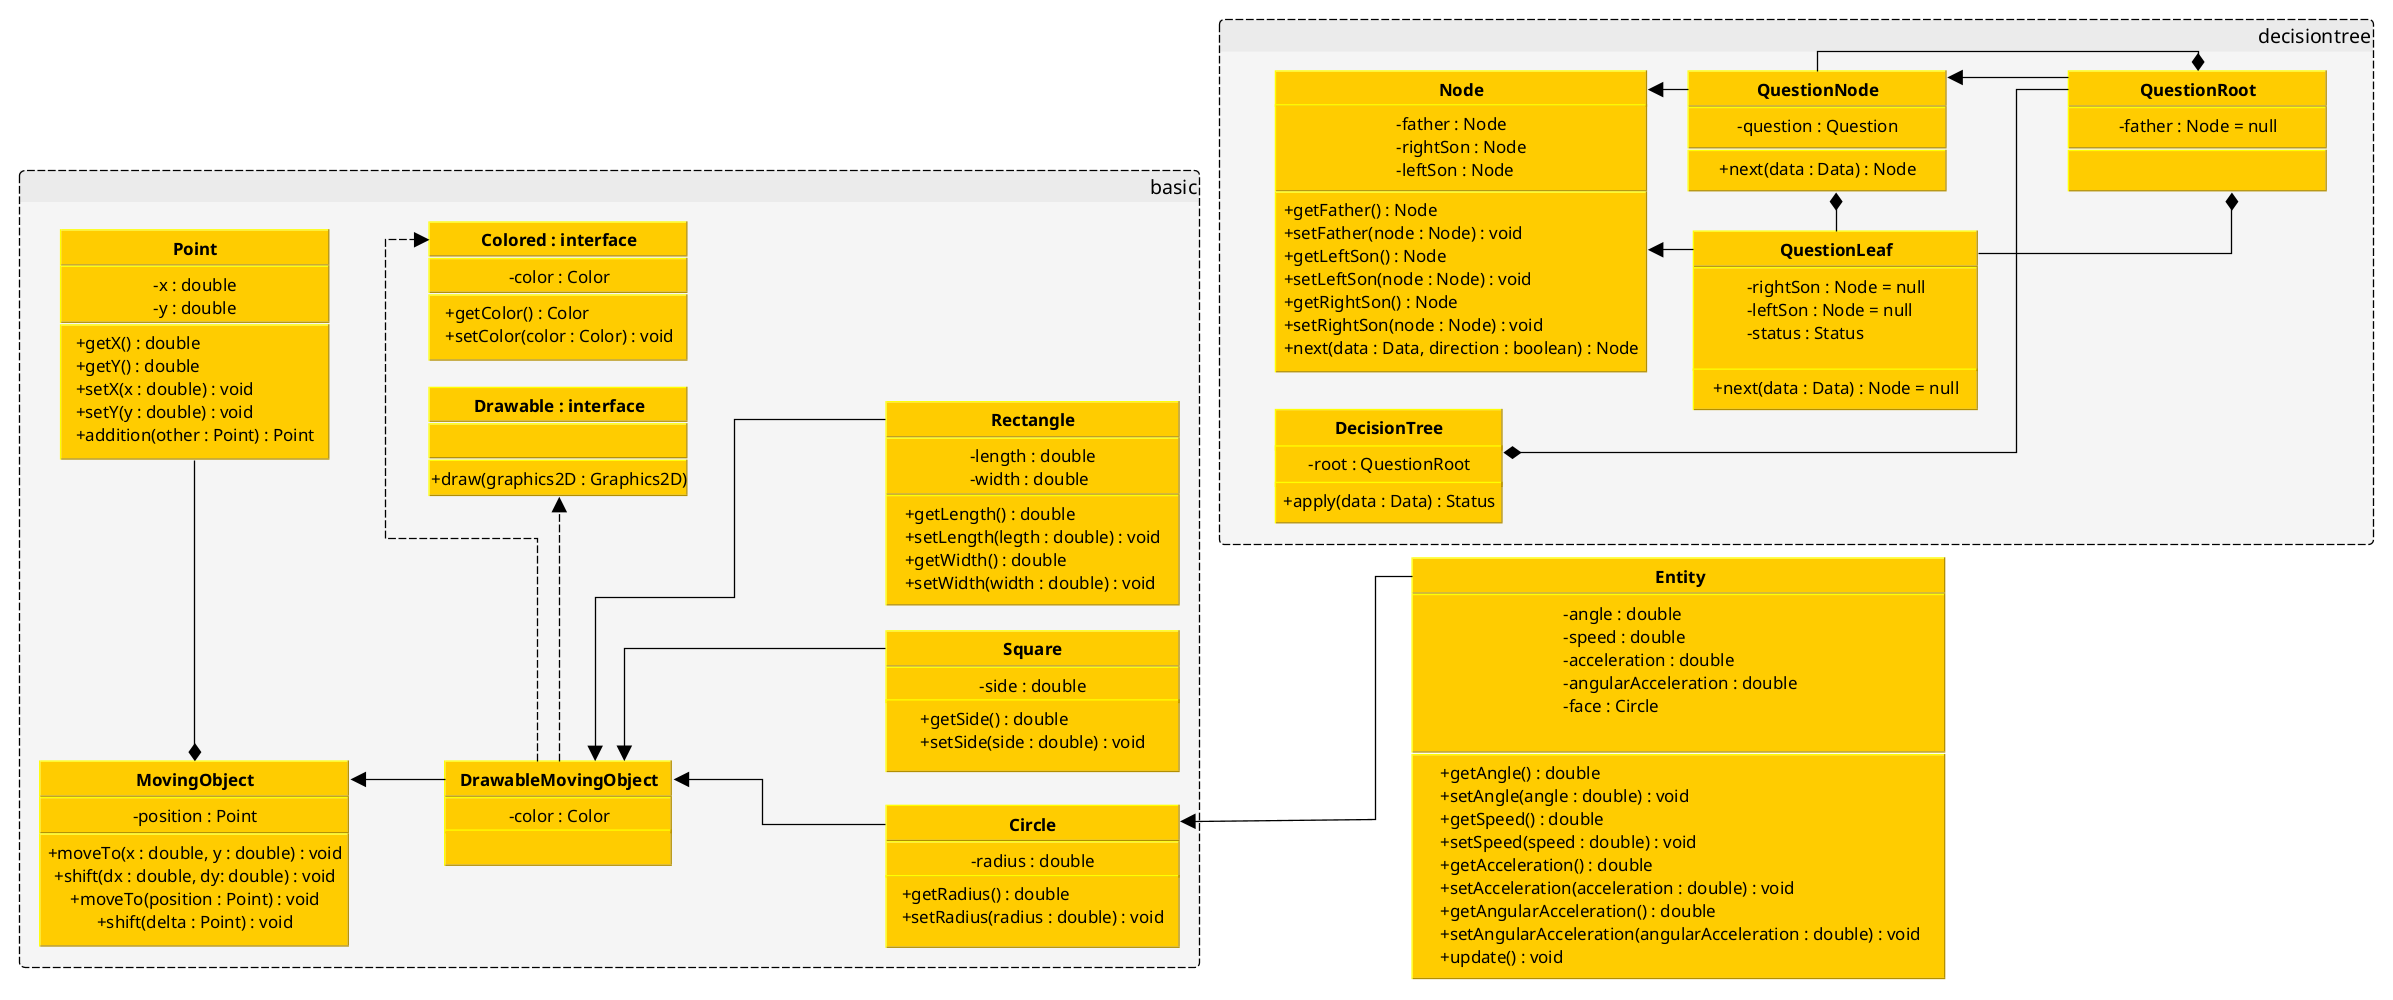 decisiontree
Node
-father : Node
-rightSon : Node
-leftSon : Node
+getFather() : Node
+setFather(node : Node) : void
+getLeftSon() : Node
+setLeftSon(node : Node) : void
+getRightSon() : Node
+setRightSon(node : Node) : void
+next(data : Data, direction : boolean) : Node
QuestionNode
-question : Question
+next(data : Data) : Node
QuestionRoot
-father : Node = null
QuestionLeaf
-rightSon : Node = null
-leftSon : Node = null
-status : Status
+next(data : Data) : Node = null
DecisionTree
-root : QuestionRoot
+apply(data : Data) : Status
basic
Point
-x : double
-y : double
+getX() : double
+getY() : double
+setX(x : double) : void
+setY(y : double) : void
+addition(other : Point) : Point
Colored : interface
-color : Color
+getColor() : Color
+setColor(color : Color) : void
Drawable : interface
+draw(graphics2D : Graphics2D)
Rectangle
-length : double
-width : double
+getLength() : double
+setLength(legth : double) : void
+getWidth() : double
+setWidth(width : double) : void
Square
-side : double
+getSide() : double
+setSide(side : double) : void
MovingObject
-position : Point
+moveTo(x : double, y : double) : void
+shift(dx : double, dy: double) : void
+moveTo(position : Point) : void
+shift(delta : Point) : void
DrawableMovingObject
-color : Color
Circle
-radius : double
+getRadius() : double
+setRadius(radius : double) : void
Entity
-angle : double
-speed : double
-acceleration : double
-angularAcceleration : double
-face : Circle
+getAngle() : double
+setAngle(angle : double) : void
+getSpeed() : double
+setSpeed(speed : double) : void
+getAcceleration() : double
+setAcceleration(acceleration : double) : void
+getAngularAcceleration() : double
+setAngularAcceleration(angularAcceleration : double) : void
+update() : void